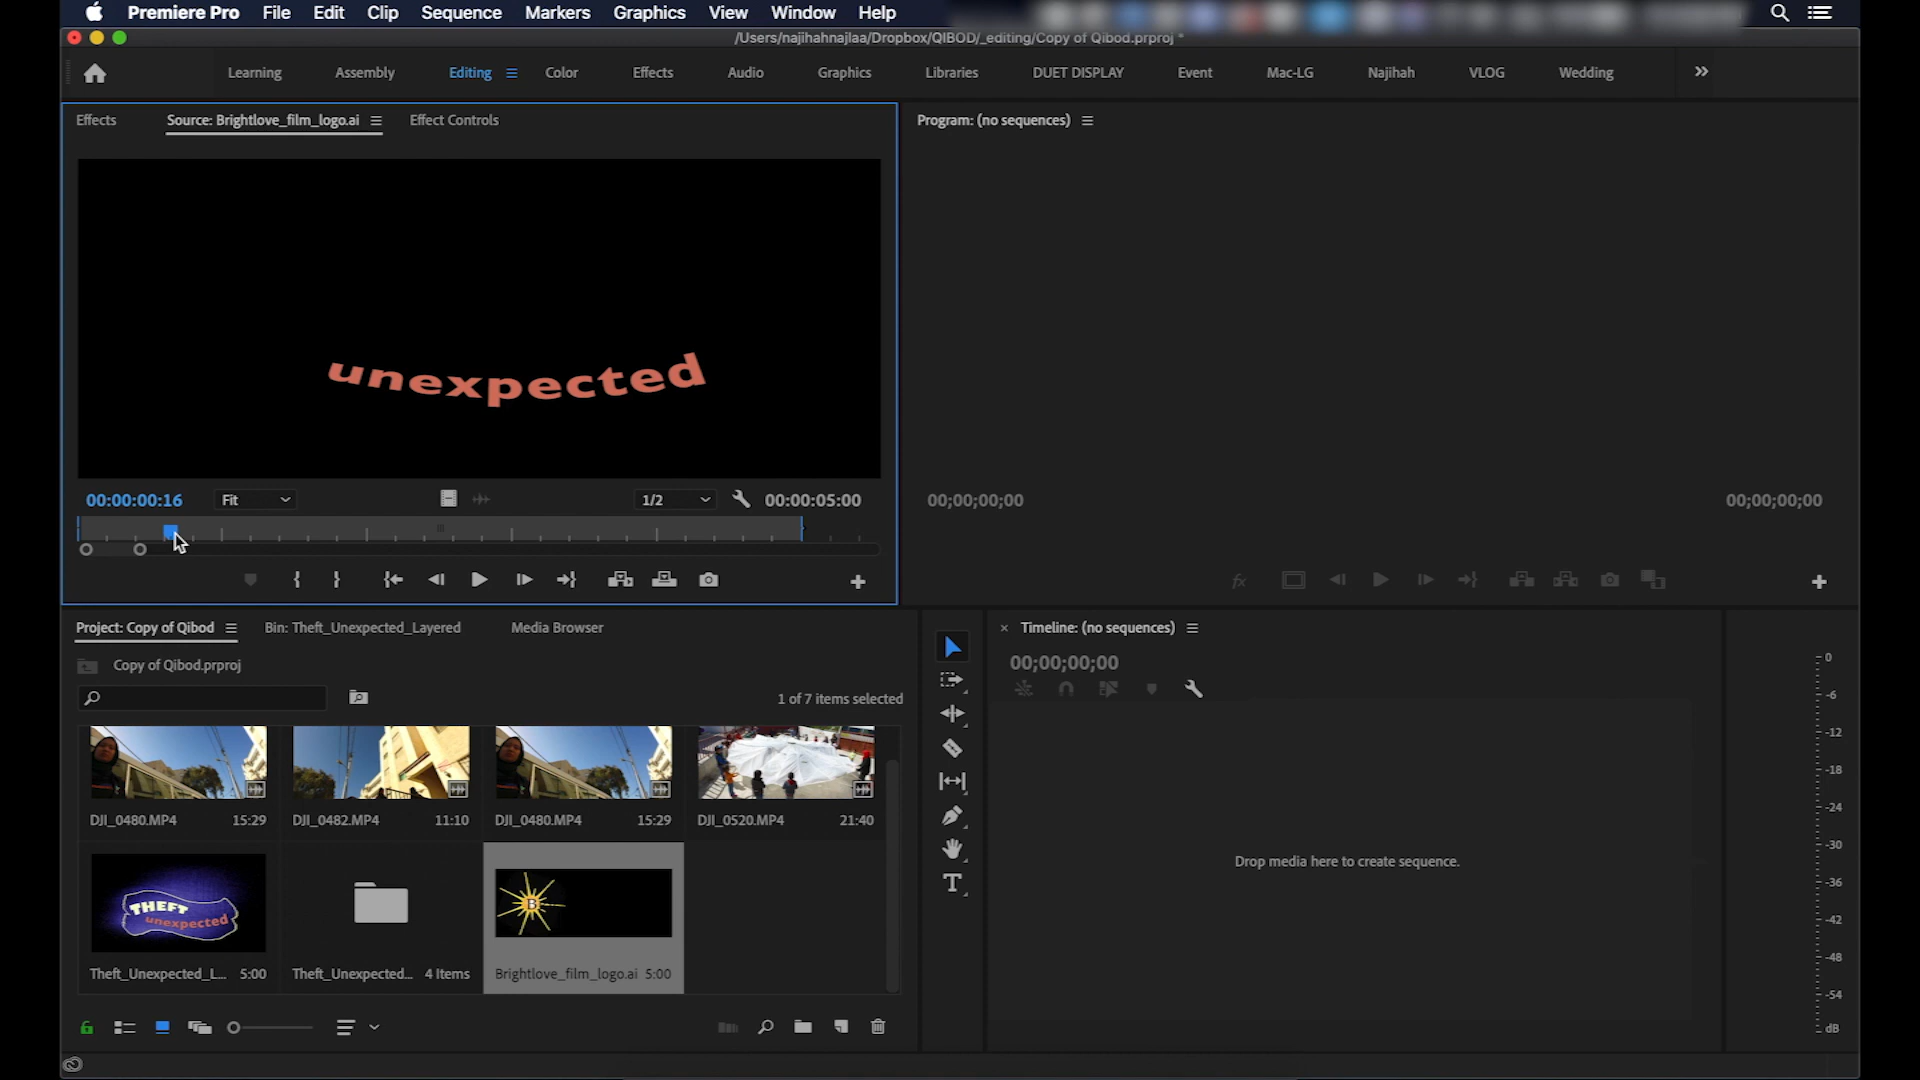 Premiere Pro File Edit Clip Sequence Markers Graphics View Window Help
/Users/najihahnajlaa/Dropbox/QIBOD/_editing/Copy of Qibod.prproj *
Learning Assembly Editing Color Effects Audio Graphics Libraries DUET DISPLAY Event Mac-LG Najihah VLOG Wedding
Effects Source: Brightlove_film_logo.ai Effect Controls
Program: (no sequences)
unexpected
00:00:00:16 Fit 1/2 00:00:05:00
00;00;00;00 00;00;00;00
fx
Project: Copy of Qibod Bin: Theft_Unexpected_Layered Media Browser
Copy of Qibod.prproj
1 of 7 items selected
DJI_0480.MP4 15:29
DJI_0482.MP4 11:10
DJI_0480.MP4 15:29
DJI_0520.MP4 21:40
THEFT
unexpected
B
Theft_Unexpected_L... 5:00
Theft_Unexpected... 4 Items
Brightlove_film_logo.ai 5:00
Timeline: (no sequences)
00;00;00;00
Drop media here to create sequence.
T
0
-6
-12
-18
-24
-30
-36
-42
-48
-54
dB